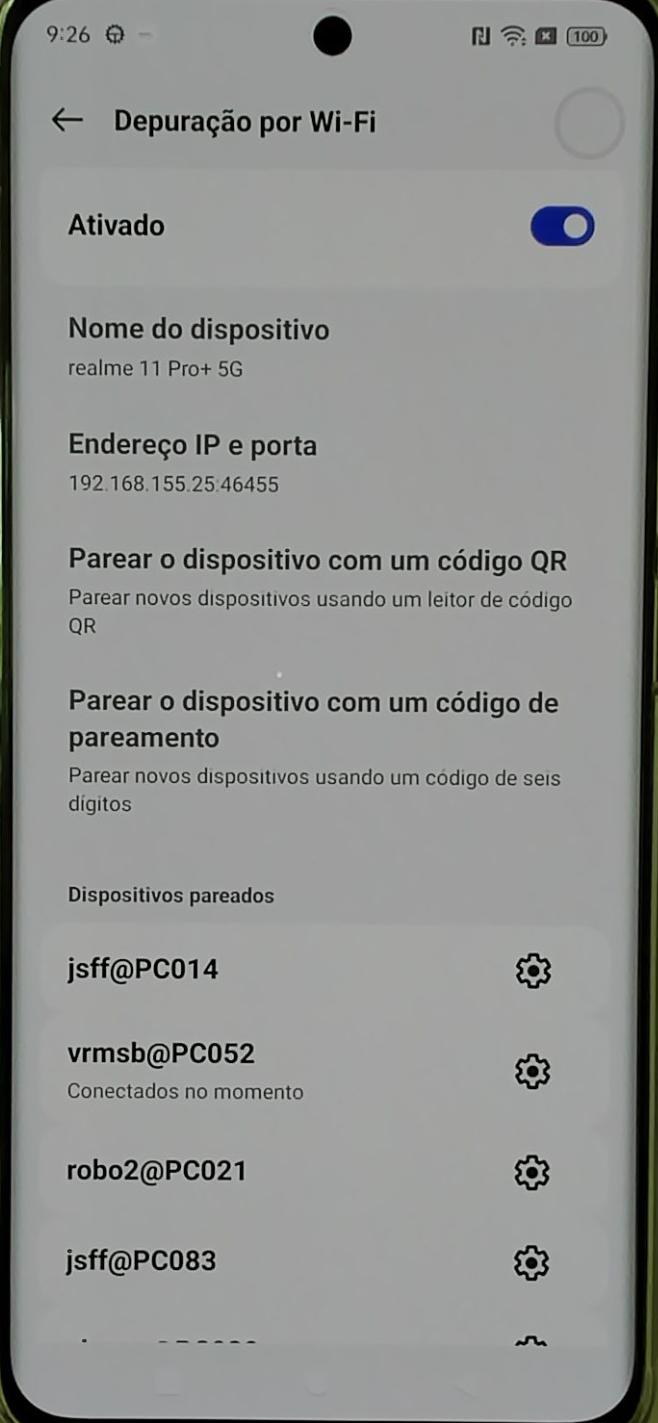 9:26
100
Depuração por Wi-Fi
Ativado
Nome do dispositivo
realme 11 Pro+ 5G
Endereço IP e porta
192.168.155.25:46455
Parear o dispositivo com um código QR
Parear novos dispositivos usando um leitor de código
QR
Parear o dispositivo com um código de
pareamento
Parear novos dispositivos usando um código de seis
dígitos
Dispositivos pareados
jsff@PC014
vrmsb@PC052
Conectados no momento
robo2@PC021
jsff@PC083